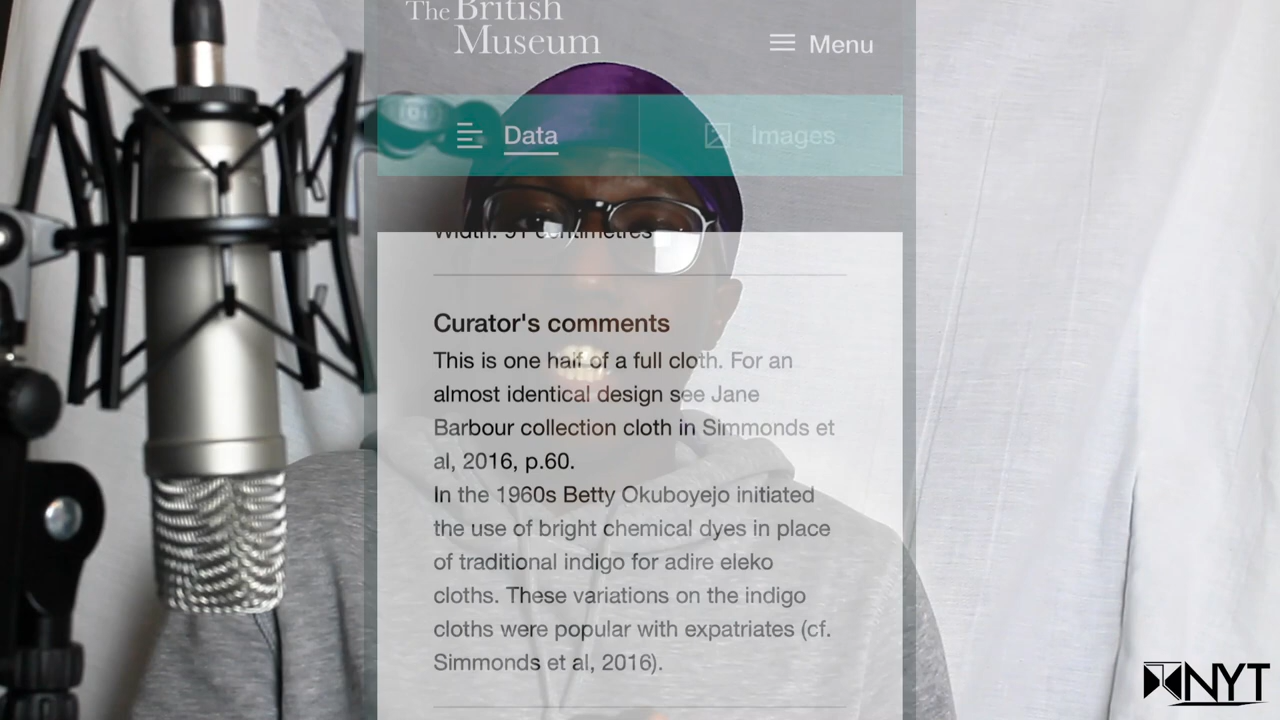 The British
Museum
Menu
Data
Images
Width: 91 centimetres
Curator's comments
This is one half of a full cloth. For an
almost identical design see Jane
Barbour collection cloth in Simmonds et
al, 2016, p.60.
In the 1960s Betty Okuboyejo initiated
the use of bright chemical dyes in place
of traditional indigo for adire eleko
cloths. These variations on the indigo
cloths were popular with expatriates (cf.
Simmonds et al, 2016).
NYT